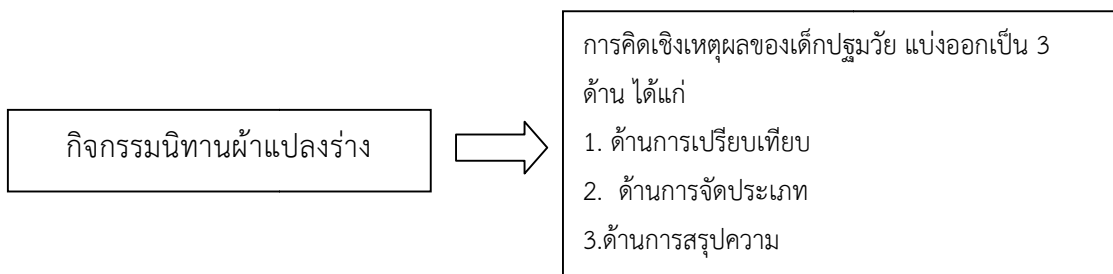 กิจกรรมนิทานผ้าแปลงร่าง
การคิดเชิงเหตุผลของเด็กปฐมวัย แบ่งออกเป็น 3
ด้าน ได้แก่
1. ด้านการเปรียบเทียบ
2. ด้านการจัดประเภท
3.ด้านการสรุปความ